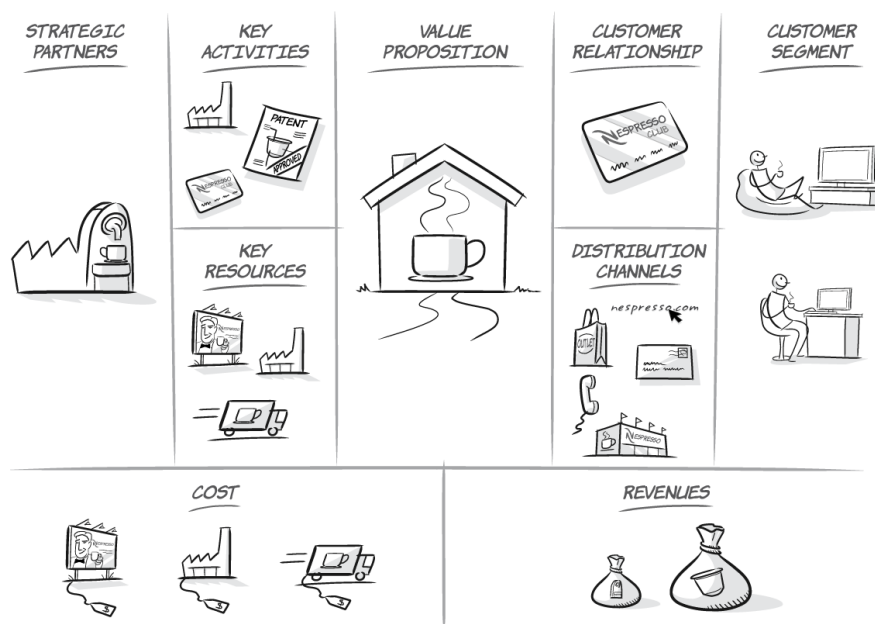 STRATEGIC
PARTNERS
KEY
ACTIVITIES
PATENT
APPROVED
NESPRESSO
CLUB
KEY
RESOURCES
VALUE
PROPOSITION
CUSTOMER
RELATIONSHIP
NESPRESSO
CLUB
DISTRIBUTION
CHANNELS
nespresso.com
OUTLET
NESPRESSO
CUSTOMER
SEGMENT
COST
$
$
$
REVENUES